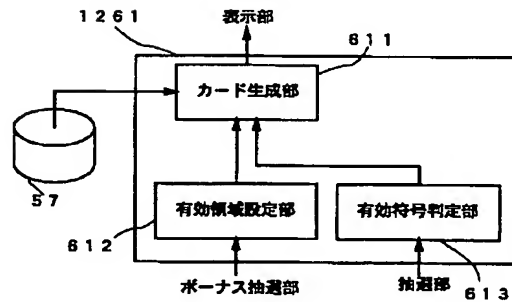 表示部
1261
611
カード生成部
57
有効領域設定部
有効符号判定部
612
613
ボーナス抽選部
抽選部